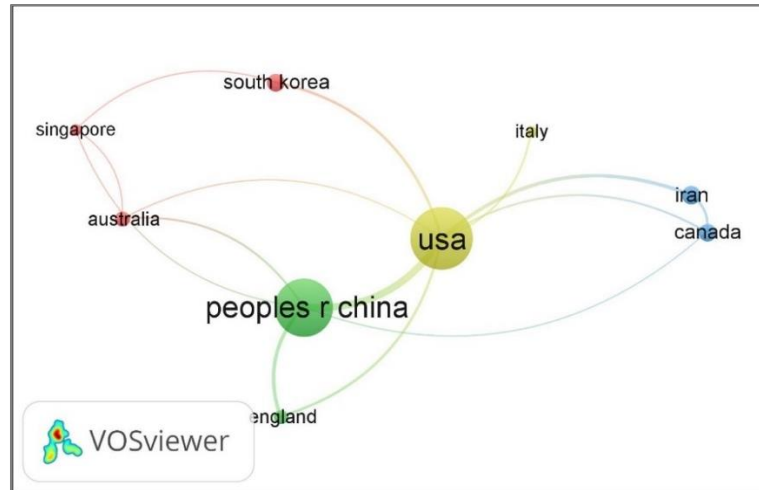 south korea
singapore
italy
iran
australia
canada
usa
peoples r china
england
VOSviewer